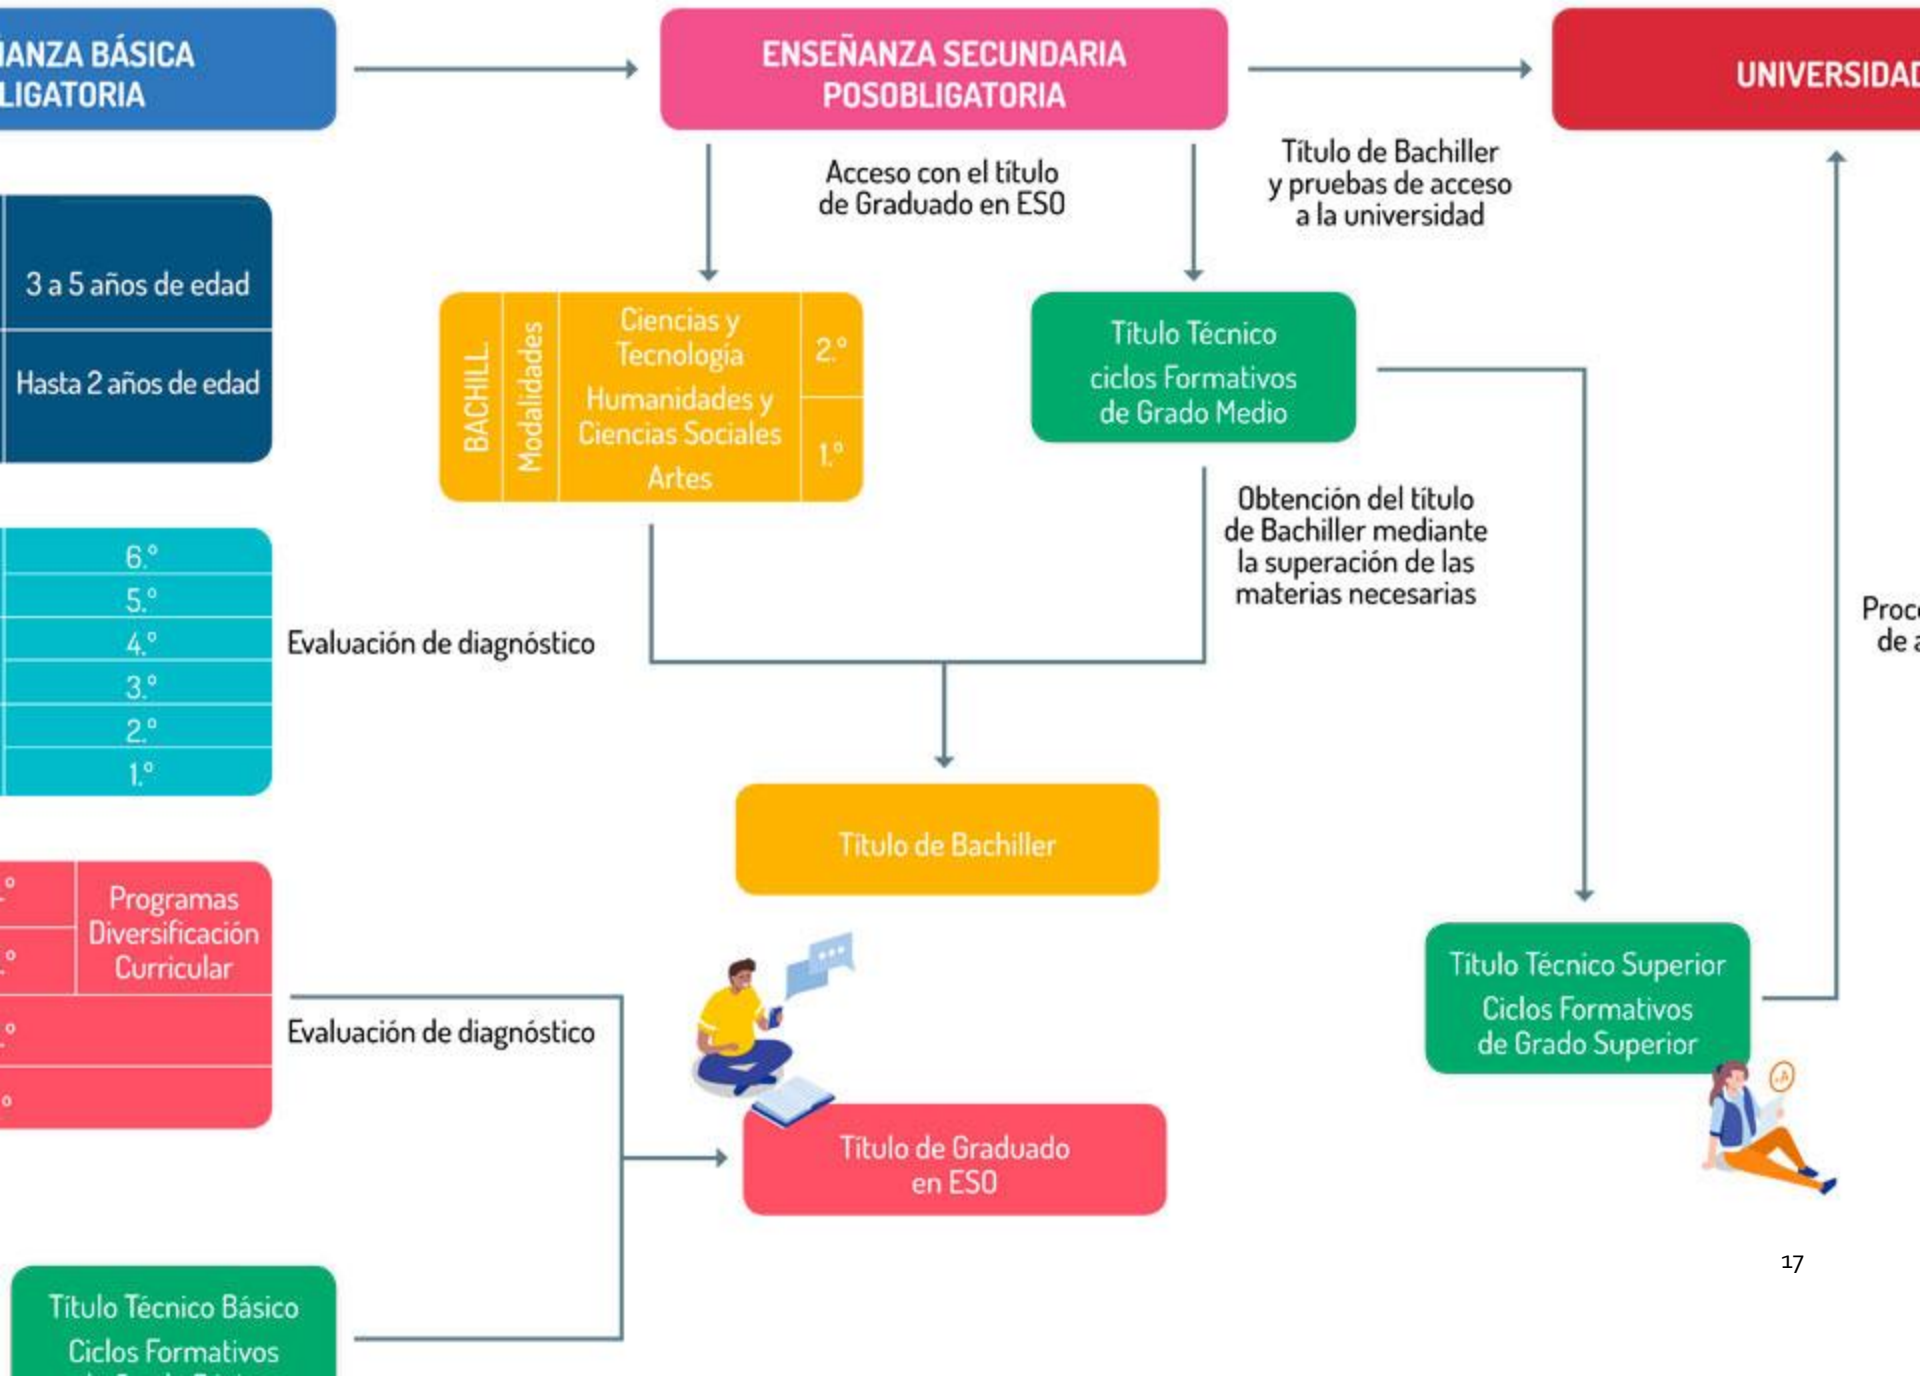 ÑANZA BÁSICA
LIGATORIA
ENSEÑANZA SECUNDARIA
POSOBLIGATORIA
UNIVERSIDAD
Acceso con el título
de Graduado en ESO
Título de Bachiller
y pruebas de acceso
a la universidad
3 a 5 años de edad
Hasta 2 años de edad
BACHILL.
Modalidades
Ciencias y
Tecnología
Humanidades y
Ciencias Sociales
Artes
2.º
1.º
Título Técnico
ciclos Formativos
de Grado Medio
Obtención del título
de Bachiller mediante
la superación de las
materias necesarias
6.º
5.º
4.º
3.º
2.º
1.º
Evaluación de diagnóstico
Proc
de a
Título de Bachiller
Programas
Diversificación
Curricular
Evaluación de diagnóstico
Título Técnico Superior
Ciclos Formativos
de Grado Superior
Título de Graduado
en ESO
17
Título Técnico Básico
Ciclos Formativos